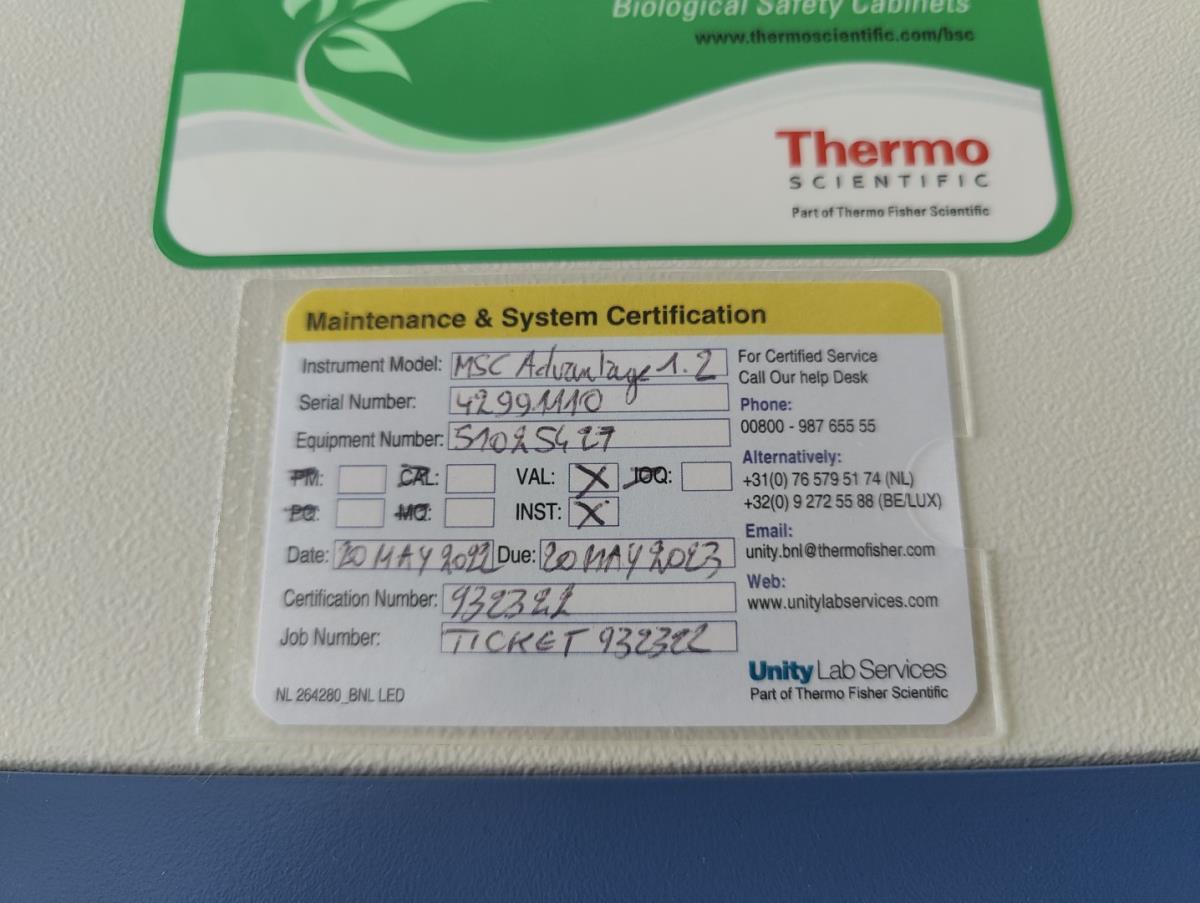 Biological Safety Cabinets
www.thermoscientific.com/bsc
Thermo
SCIENTIFIC
Part of Thermo Fisher Scientific
Maintenance & System Certification
Instrument Model: MSC Advantage 1.2
Serial Number: 42991110
Equipment Number: 51025427
PM: CAL: VAL: X IOQ:
PQ: MQ: INST: X
Date: 20 MAY 2022 Due: 20 MAY 2023
Certification Number: 932322
Job Number: TICKET 932322
NL 264280_BNL LED
For Certified Service
Call Our help Desk
Phone:
00800 - 987 655 55
Alternatively:
+31(0) 76 579 51 74 (NL)
+32(0) 9 272 55 88 (BE/LUX)
Email:
unity.bnl@thermofisher.com
Web:
www.unitylabservices.com
Unity Lab Services
Part of Thermo Fisher Scientific